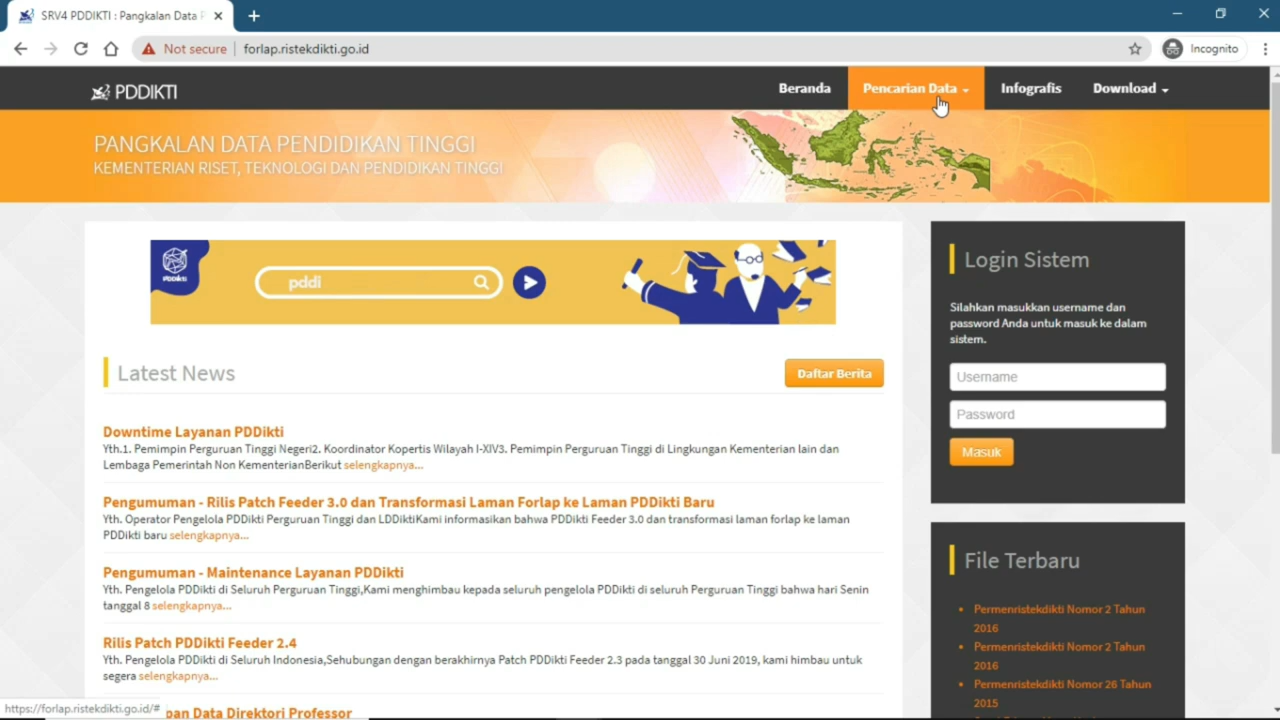 SRV4 PDDIKTI : Pangkalan Data P
Not secure
forlap.ristekdikti.go.id
Incognito
PDDIKTI
Beranda
Pencarian Data
Infografis
Download
PANGKALAN DATA PENDIDIKAN TINGGI
KEMENTERIAN RISET, TEKNOLOGI DAN PENDIDIKAN TINGGI
PDDikti
pddi
Latest News
Daftar Berita
Downtime Layanan PDDikti
Yth.1. Pemimpin Perguruan Tinggi Negeri2. Koordinator Kopertis Wilayah I-XIV3. Pemimpin Perguruan Tinggi di Lingkungan Kementerian lain dan
Lembaga Pemerintah Non KementerianBerikut selengkapnya...
Pengumuman - Rilis Patch Feeder 3.0 dan Transformasi Laman Forlap ke Laman PDDikti Baru
Yth. Operator Pengelola PDDikti Perguruan Tinggi dan LDDiktiKami informasikan bahwa PDDikti Feeder 3.0 dan transformasi laman forlap ke laman
PDDikti baru selengkapnya...
Pengumuman - Maintenance Layanan PDDikti
Yth. Pengelola PDDikti di Seluruh Perguruan Tinggi,Kami menghimbau kepada seluruh pengelola PDDikti di seluruh Perguruan Tinggi bahwa hari Senin
tanggal 8 selengkapnya...
Rilis Patch PDDikti Feeder 2.4
Yth. Pengelola PDDikti di Seluruh Indonesia,Sehubungan dengan berakhirnya Patch PDDikti Feeder 2.3 pada tanggal 30 Juni 2019, kami himbau untuk
segera selengkapnya...
pan Data Direktori Professor
Login Sistem
Silahkan masukkan username dan
password Anda untuk masuk ke dalam
sistem.
Username
Password
Masuk
File Terbaru
Permenristekdikti Nomor 2 Tahun
2016
Permenristekdikti Nomor 2 Tahun
2016
Permenristekdikti Nomor 26 Tahun
2015
https://forlap.ristekdikti.go.id/#